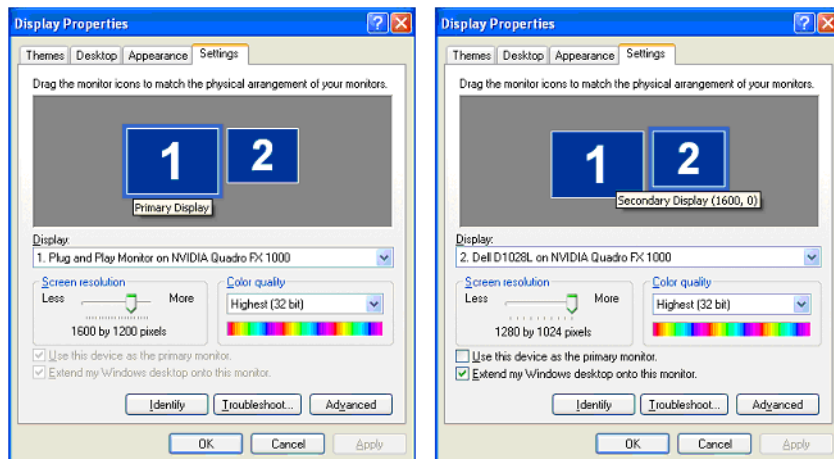 Display Properties
Themes Desktop Appearance Settings
Drag the monitor icons to match the physical arrangement of your monitors.
1 2
Primary Display
Display:
1. Plug and Play Monitor on NVIDIA Quadro FX 1000
Screen resolution
Less More
1600 by 1200 pixels
Color quality
Highest (32 bit)
Use this device as the primary monitor.
Extend my Windows desktop onto this monitor.
Identify Troubleshoot... Advanced
OK Cancel Apply
Display Properties
Themes Desktop Appearance Settings
Drag the monitor icons to match the physical arrangement of your monitors.
1 2
Secondary Display (1600, 0)
Display:
2. Dell D1028L on NVIDIA Quadro FX 1000
Screen resolution
Less More
1280 by 1024 pixels
Color quality
Highest (32 bit)
Use this device as the primary monitor.
Extend my Windows desktop onto this monitor.
Identify Troubleshoot... Advanced
OK Cancel Apply